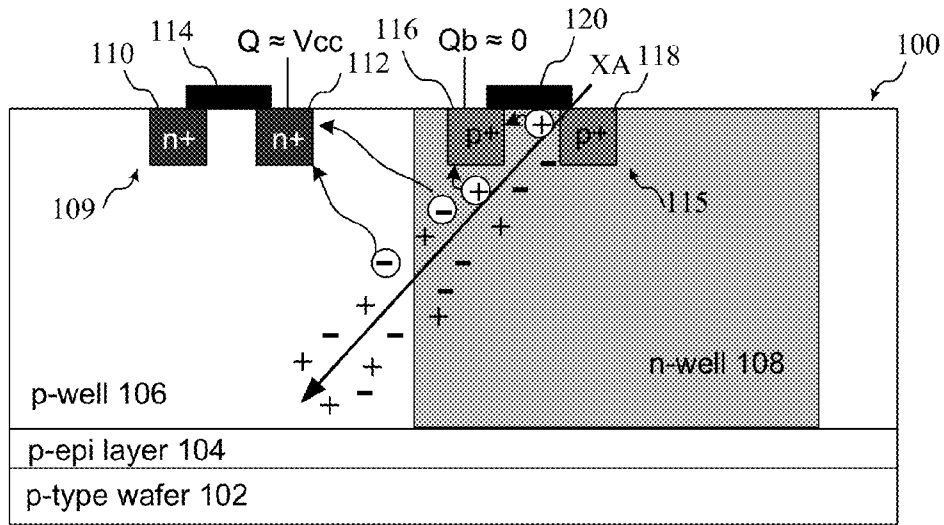 110
114
Q ≈ Vcc
112
116
Qb ≈ 0
120
XA
118
100
n+
n+
p+
p+
+
-
109
+
-
115
-
+
-
+
-
-
+
-
+
+
-
-
+
+
-
+
n-well 108
p-well 106
p-epi layer 104
p-type wafer 102